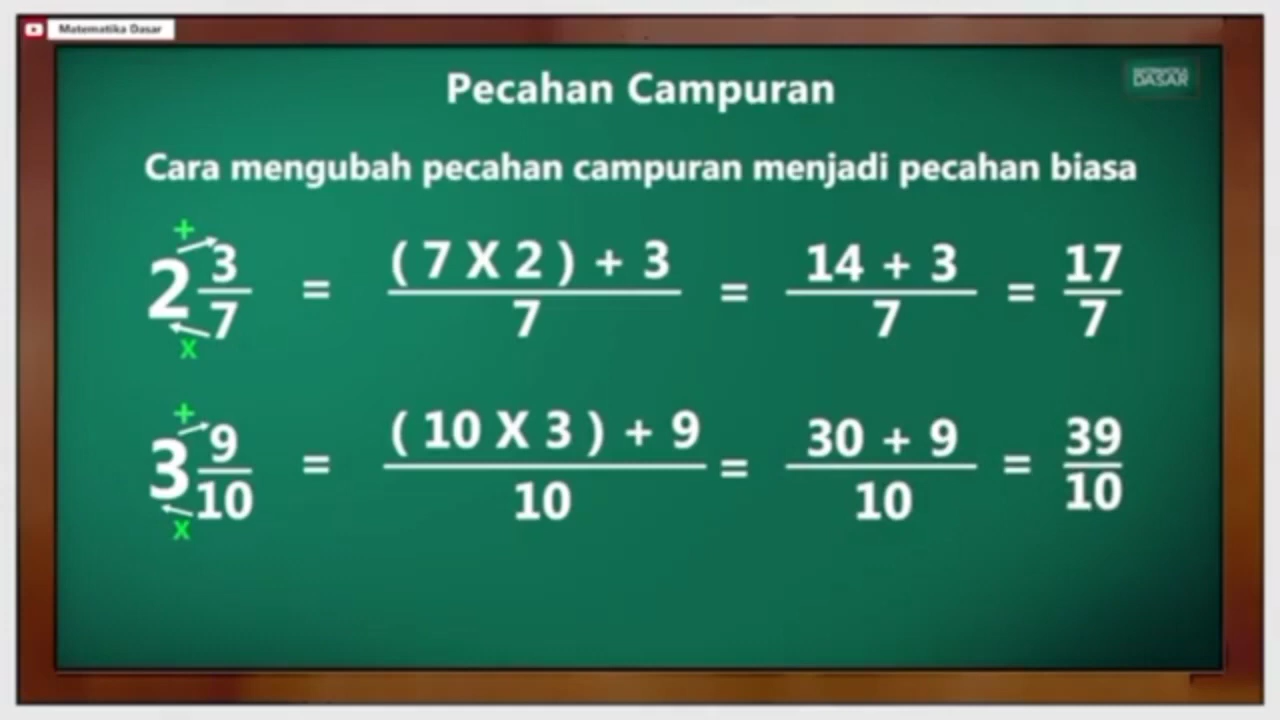 Matematika Dasar
DASAR
Pecahan Campuran
Cara mengubah pecahan campuran menjadi pecahan biasa
+
2 3/7 = ( 7 X 2 ) + 3 / 7 = 14 + 3 / 7 = 17/7
x
+
3 9/10 = ( 10 X 3 ) + 9 / 10 = 30 + 9 / 10 = 39/10
x